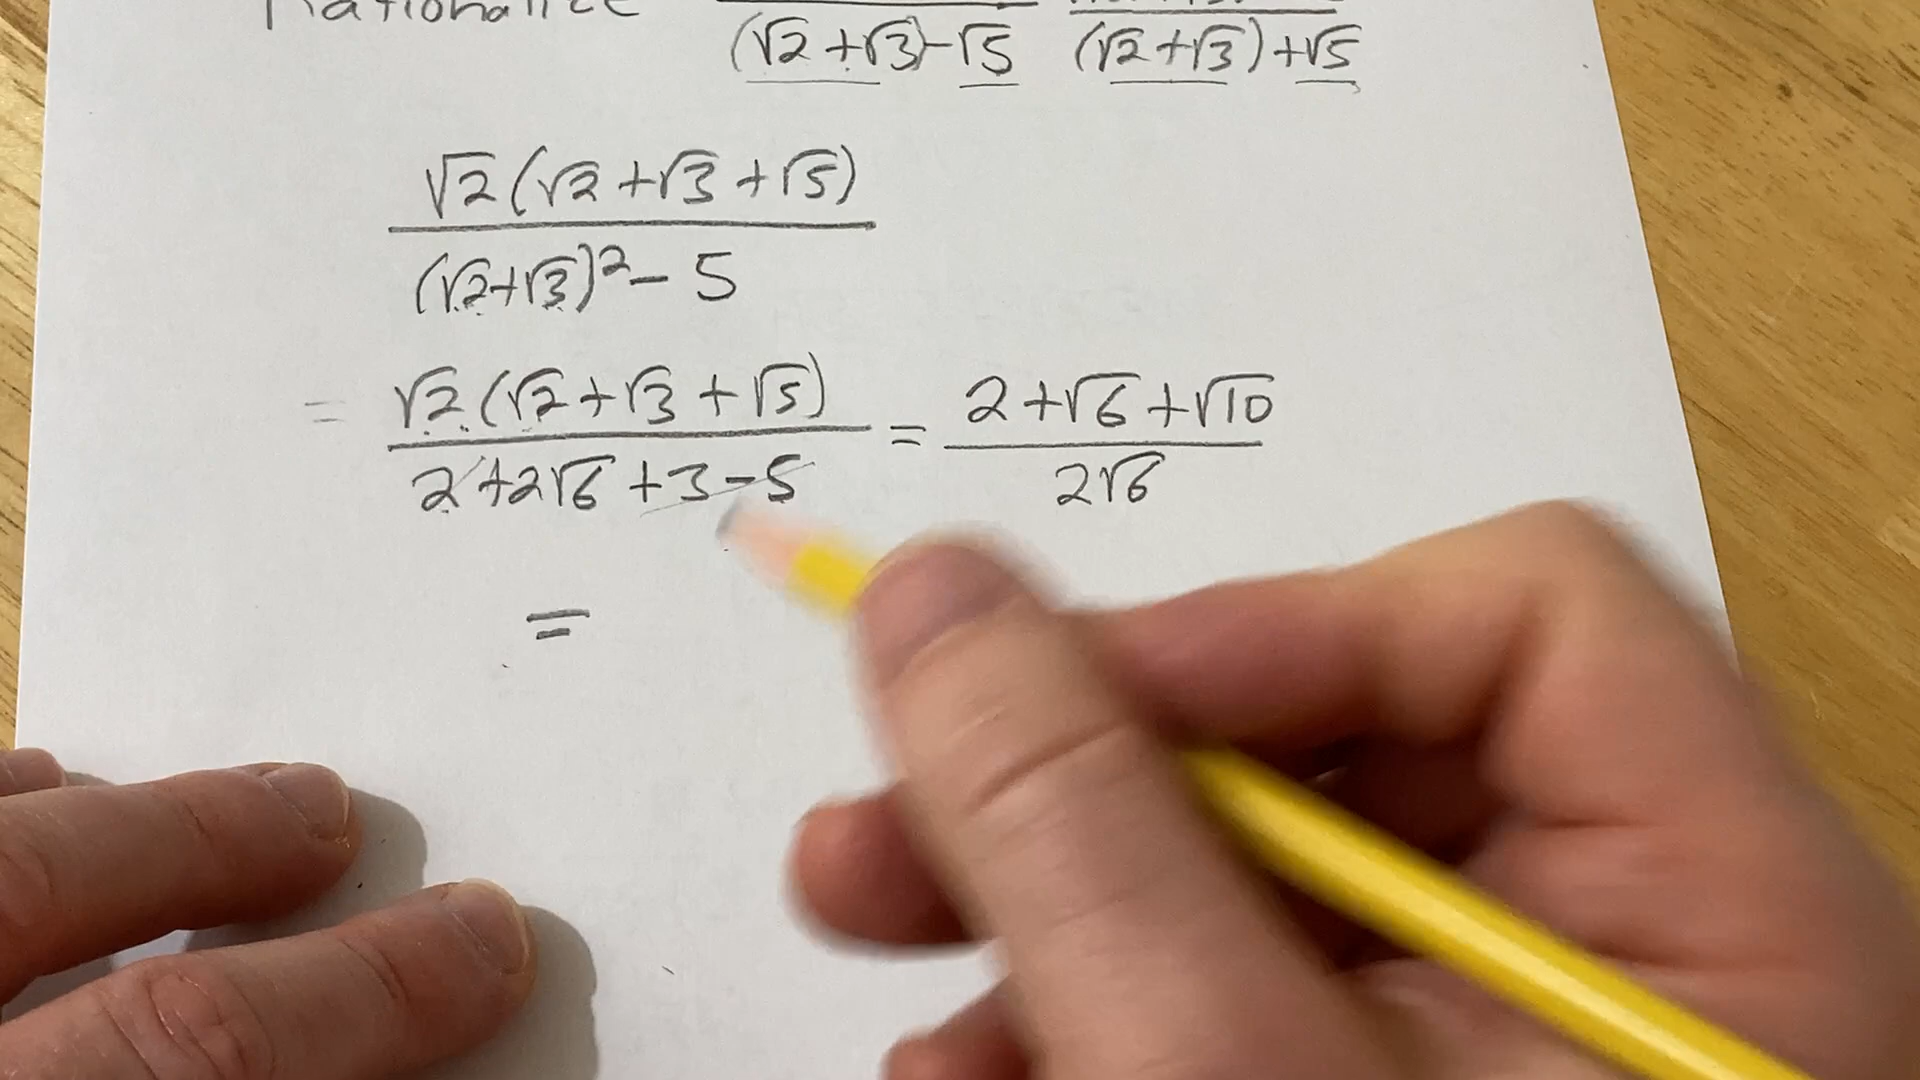 Rationalize
(√2+√3)-√5 (√2+√3)+√5
√2(√2+√3+√5)
(√2+√3)²-5
= √2(√2+√3+√5) = 2+√6+√10
2+2√6+3-5 2√6
=